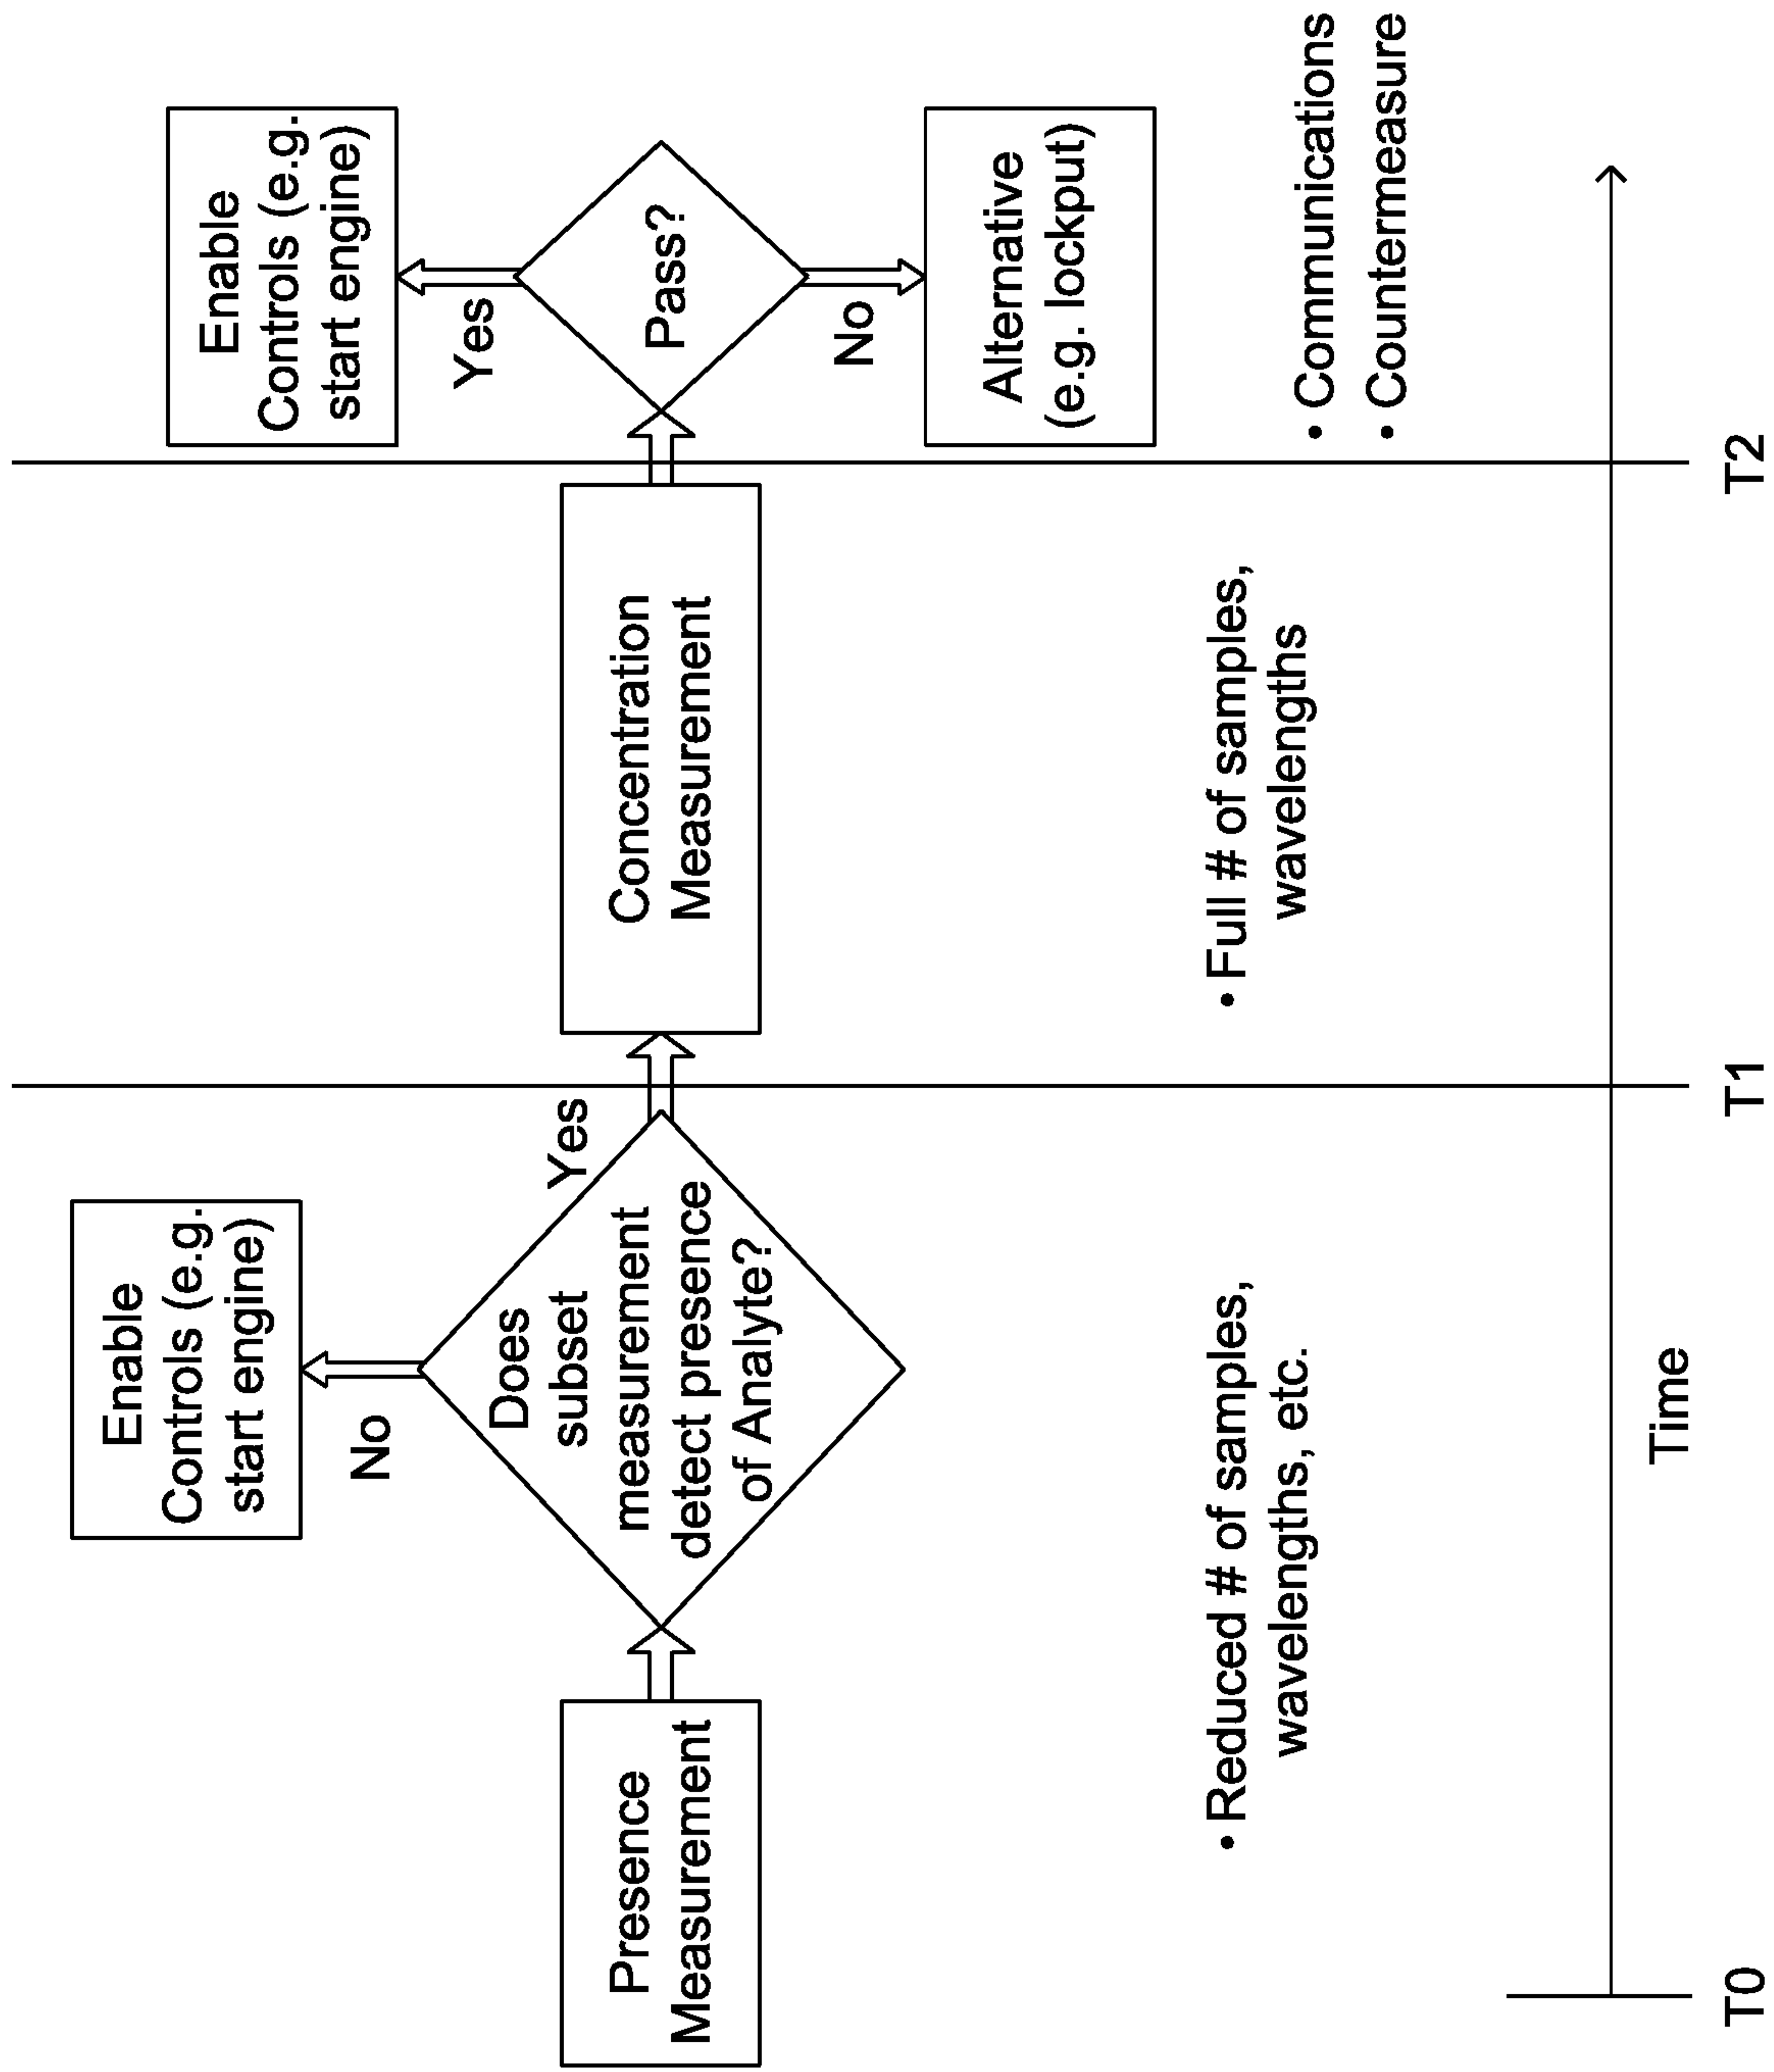 Presence
Measurement
Does
subset
measurement
detect presence
of Analyte?
No
Enable
Controls (e.g.
start engine)
Yes
Concentration
Measurement
Pass?
Yes
Enable
Controls (e.g.
start engine)
No
Alternative
(e.g. lockput)
• Reduced # of samples,
wavelengths, etc.
• Full # of samples,
wavelengths
• Communications
• Countermeasure
Time
T0
T1
T2